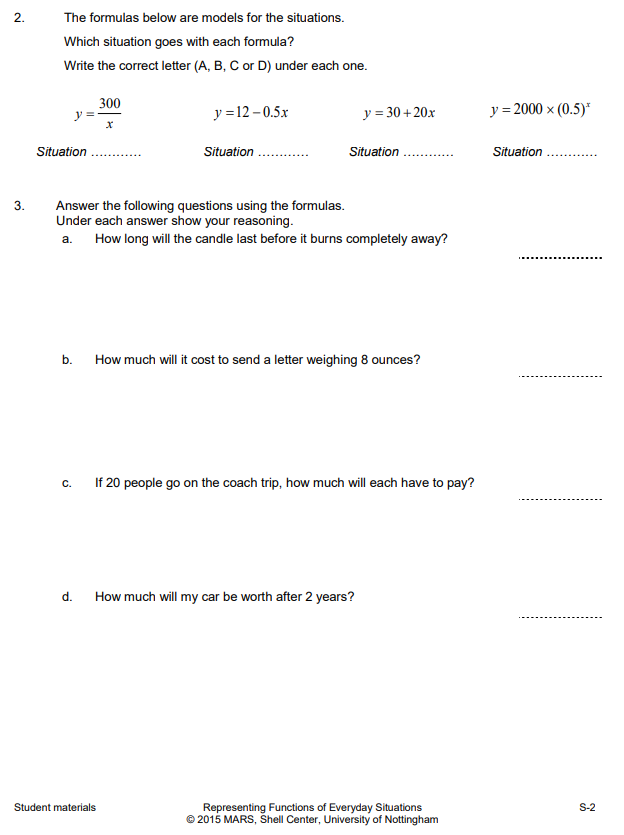 2. The formulas below are models for the situations.
Which situation goes with each formula?
Write the correct letter (A, B, C or D) under each one.
y = 300/x y = 12 – 0.5x y = 30 + 20x y = 2000 × (0.5)ˣ
Situation ............ Situation ............ Situation ............ Situation ............
3. Answer the following questions using the formulas.
Under each answer show your reasoning.
a. How long will the candle last before it burns completely away?
b. How much will it cost to send a letter weighing 8 ounces?
c. If 20 people go on the coach trip, how much will each have to pay?
d. How much will my car be worth after 2 years?
Student materials Representing Functions of Everyday Situations S-2
© 2015 MARS, Shell Center, University of Nottingham